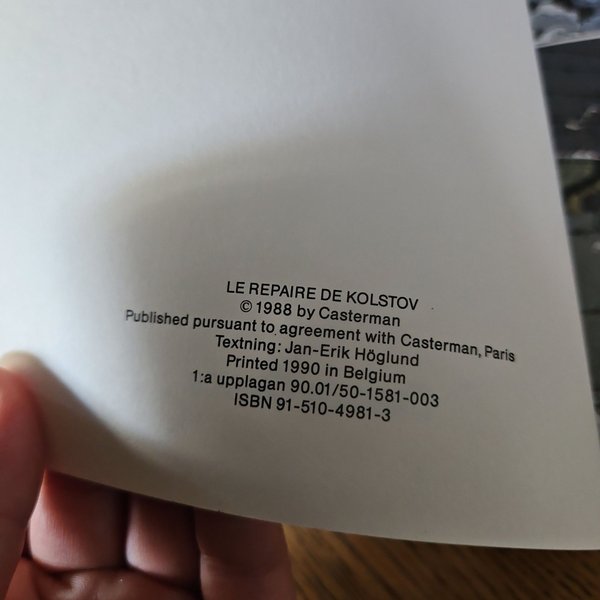 LE REPAIRE DE KOLSTOV
© 1988 by Casterman
Published pursuant to agreement with Casterman, Paris
Textning: Jan-Erik Höglund
Printed 1990 in Belgium
1:a upplagan 90.01/50-1581-003
ISBN 91-510-4981-3